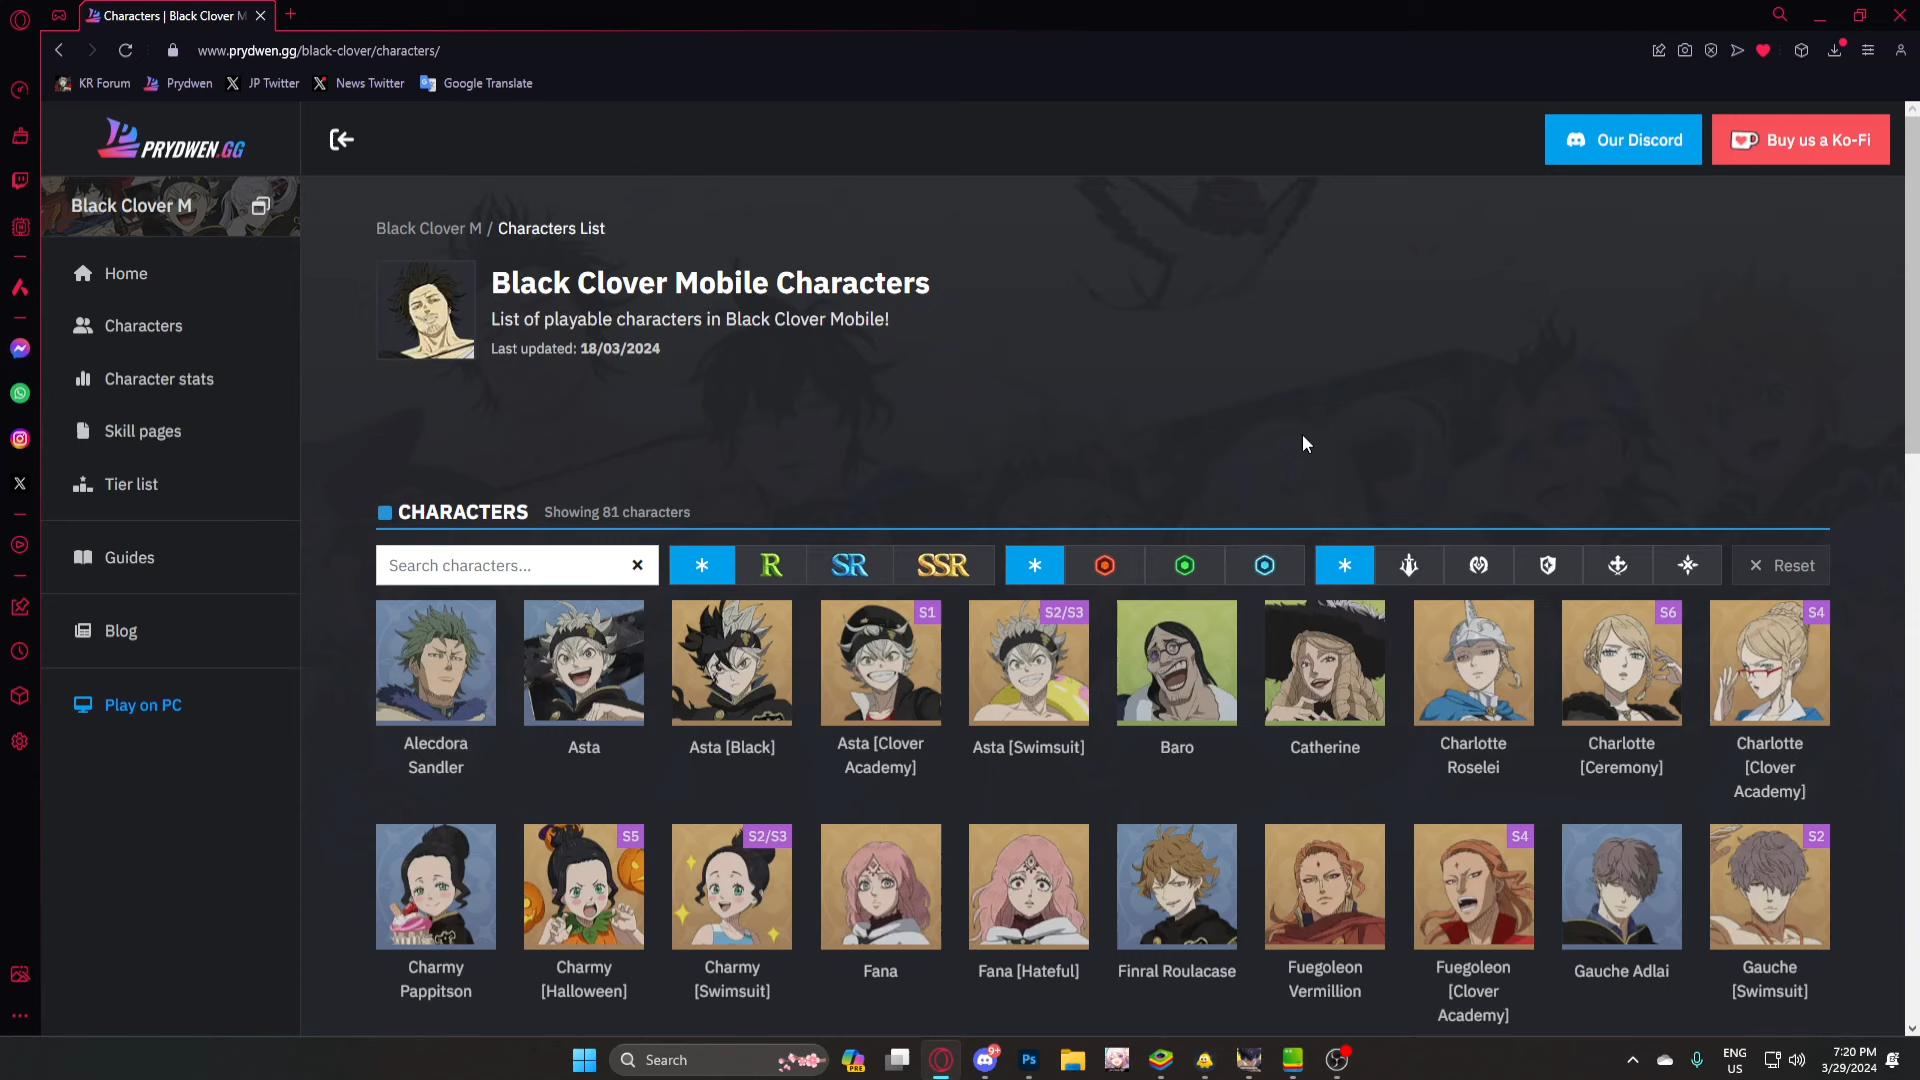 Characters | Black Clover M
www.prydwen.gg/black-clover/characters/
KR Forum
Prydwen
JP Twitter
News Twitter
Google Translate
PRYDWEN.GG
Our Discord
Buy us a Ko-Fi
Black Clover M
Home
Characters
Character stats
Skill pages
Tier list
Guides
Blog
Play on PC
Black Clover M / Characters List
Black Clover Mobile Characters
List of playable characters in Black Clover Mobile!
Last updated: 18/03/2024
CHARACTERS Showing 81 characters
Search characters...
R
SR
SSR
Reset
S1
S2/S3
S6
S4
Alecdora Sandler
Asta
Asta [Black]
Asta [Clover Academy]
Asta [Swimsuit]
Baro
Catherine
Charlotte Roselei
Charlotte [Ceremony]
Charlotte [Clover Academy]
S5
S2/S3
S4
S2
Charmy Pappitson
Charmy [Halloween]
Charmy [Swimsuit]
Fana
Fana [Hateful]
Finral Roulacase
Fuegoleon Vermillion
Fuegoleon [Clover Academy]
Gauche Adlai
Gauche [Swimsuit]
Search
PRE
9+
Ps
ENG
US
7:20 PM
3/29/2024